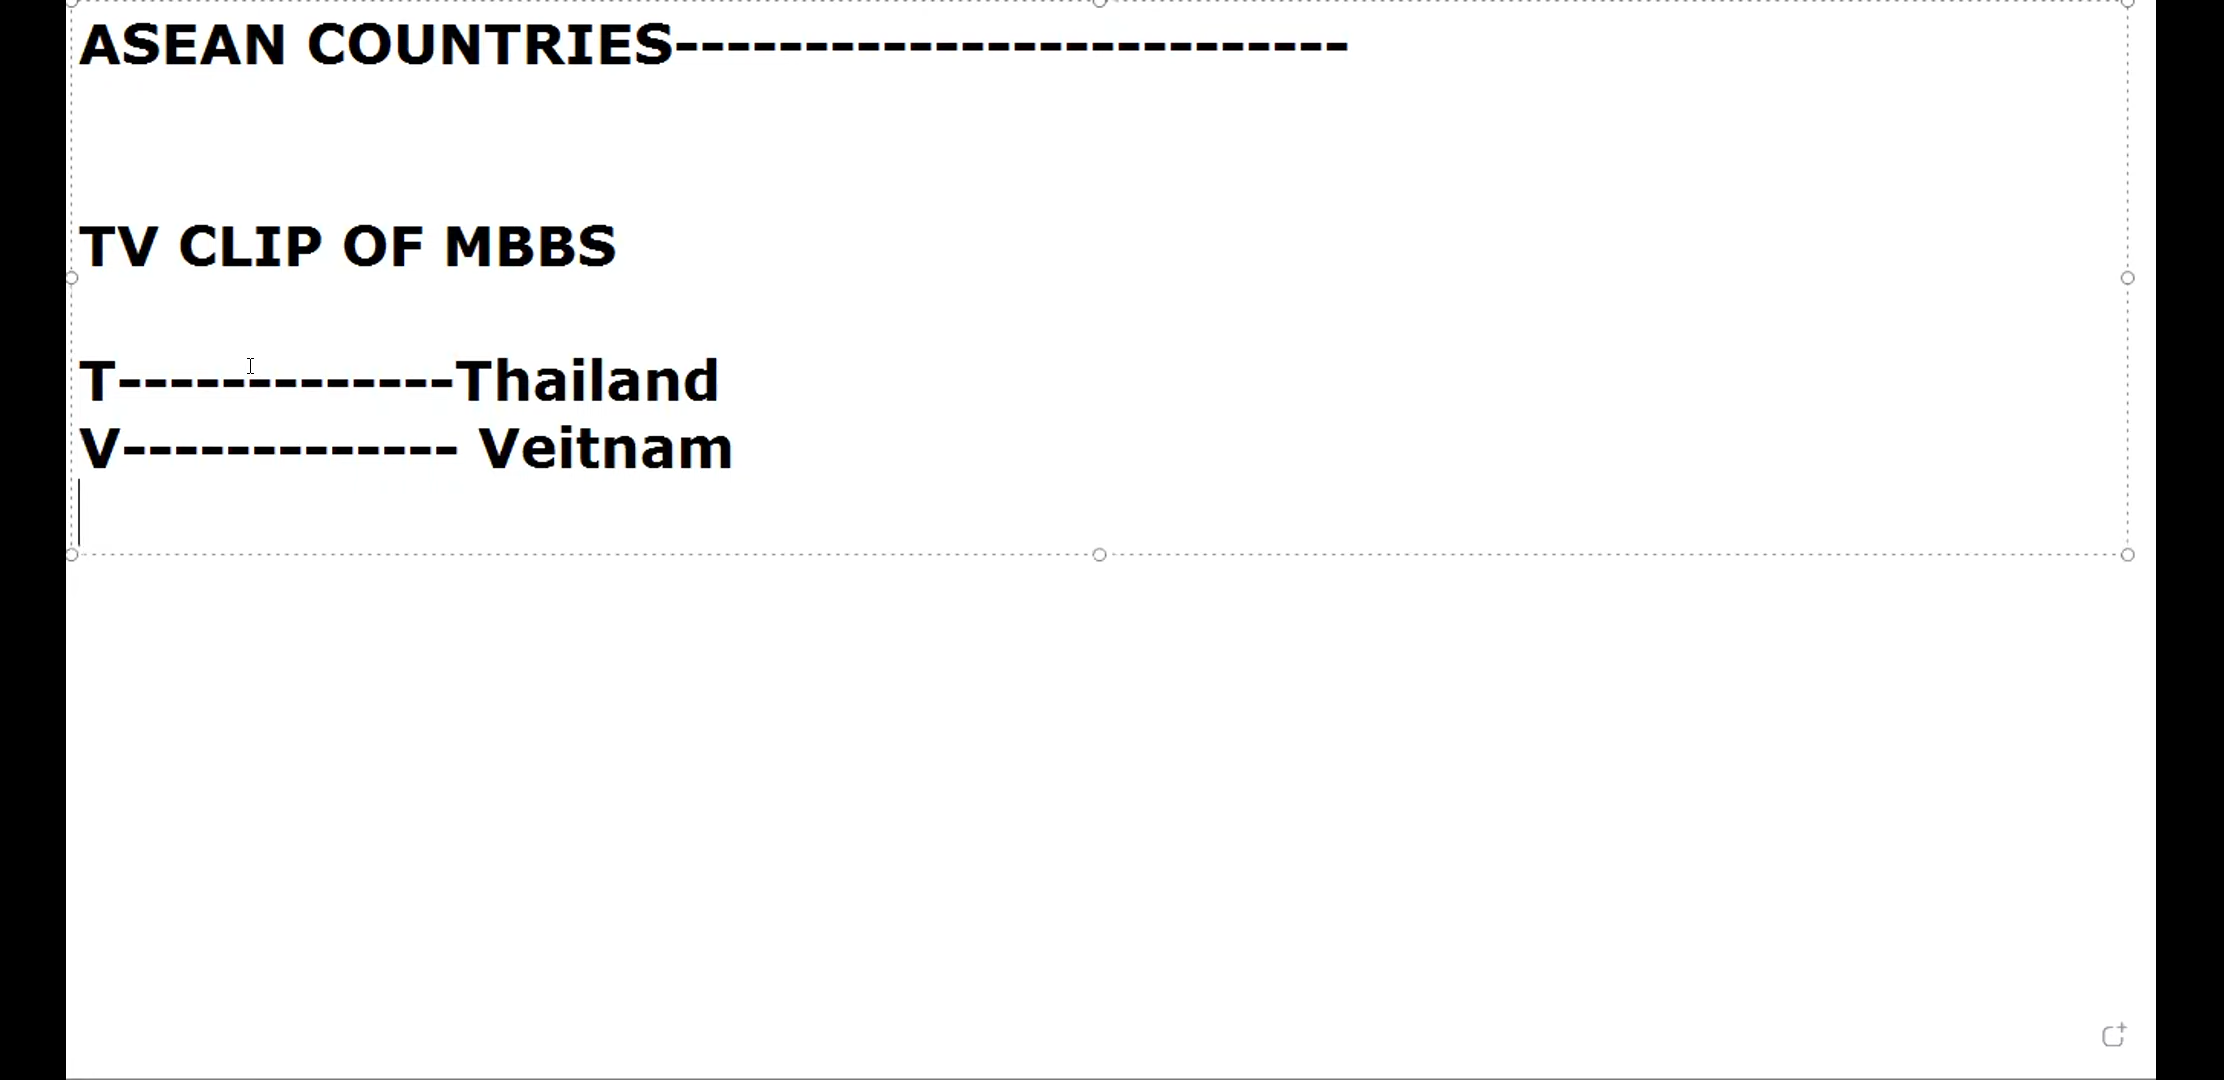 ASEAN COUNTRIES--------------------------
TV CLIP OF MBBS
T-------------Thailand
V------------- Veitnam